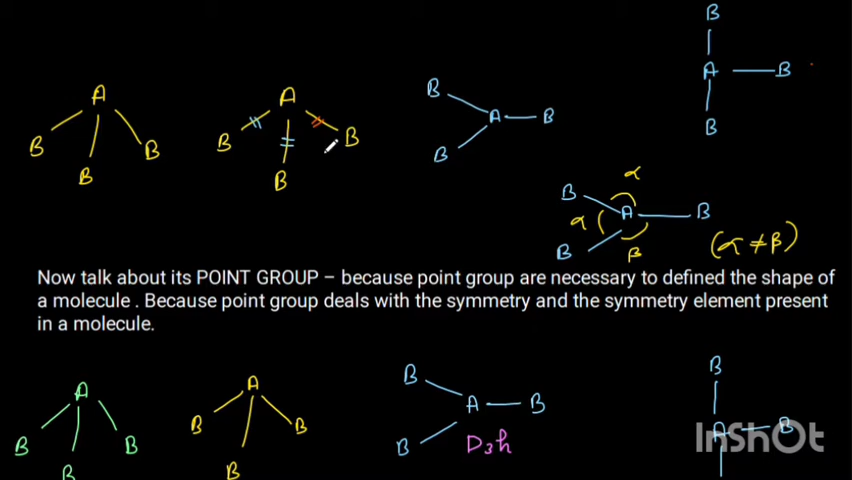 B
A B
B
A
B B B
A
B B B
B
A B
B
α
B
A B
α
B β
(α ≠ β)
Now talk about its POINT GROUP – because point group are necessary to defined the shape of
a molecule . Because point group deals with the symmetry and the symmetry element present
in a molecule.
A
B B B
A
B B B
B
A B
B
D3h
B
A B
InShOt